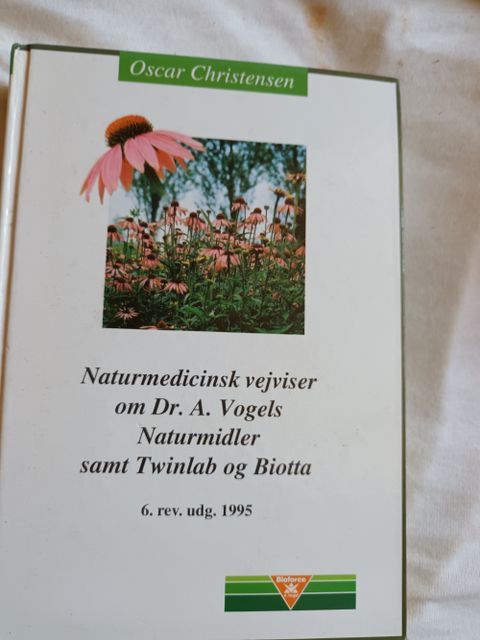 Oscar Christensen
Naturmedicinsk vejviser
om Dr. A. Vogels
Naturmidler
samt Twinlab og Biotta
6. rev. udg. 1995
Bioforce